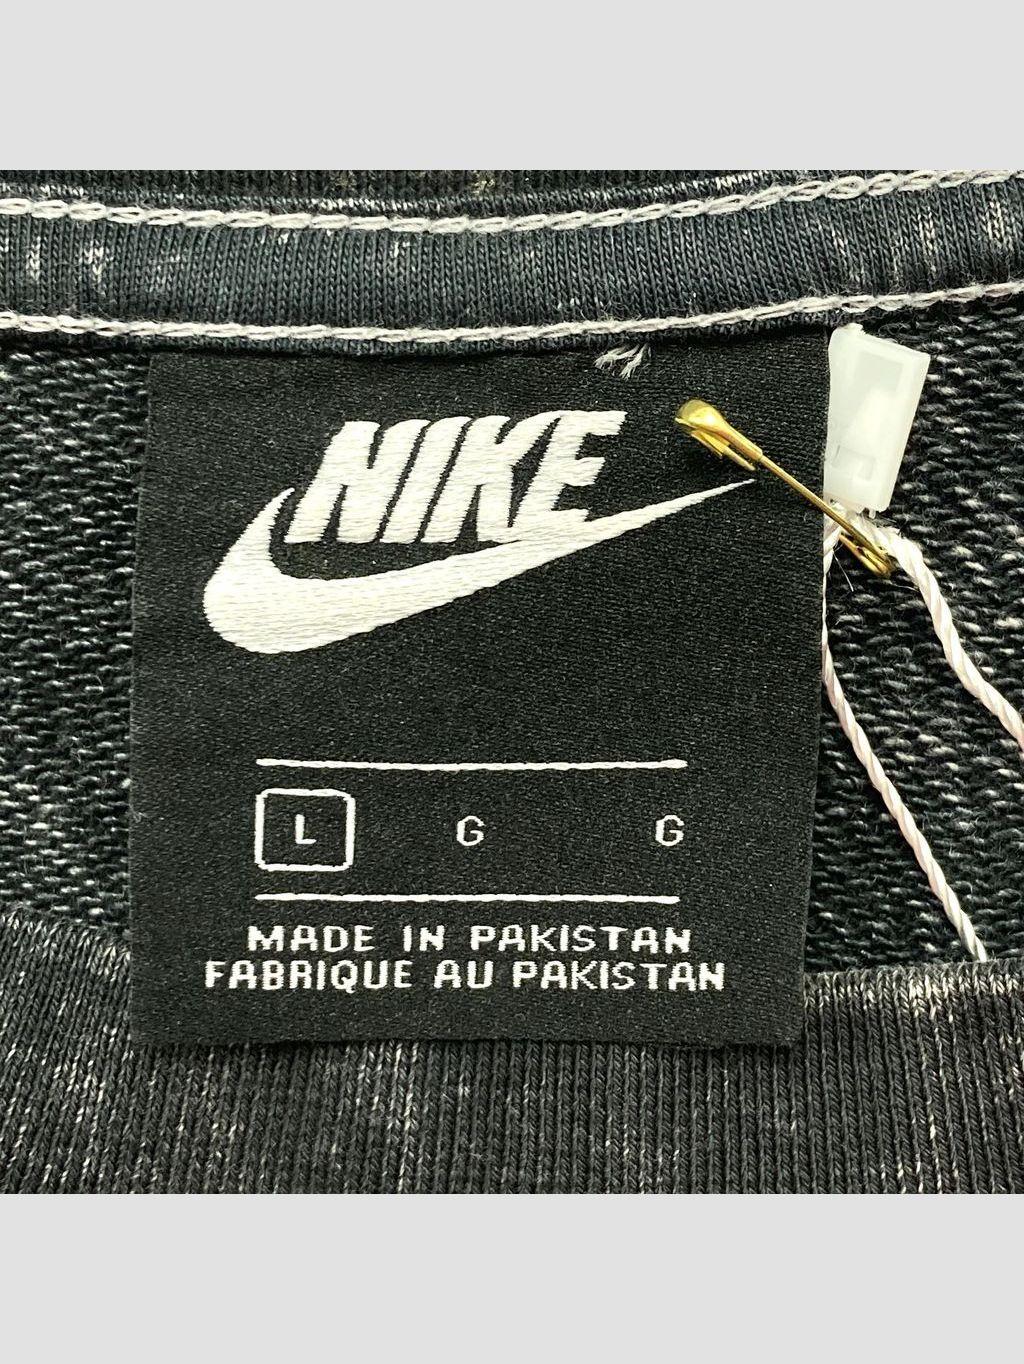 NIKE
L G G
MADE IN PAKISTAN
FABRIQUE AU PAKISTAN